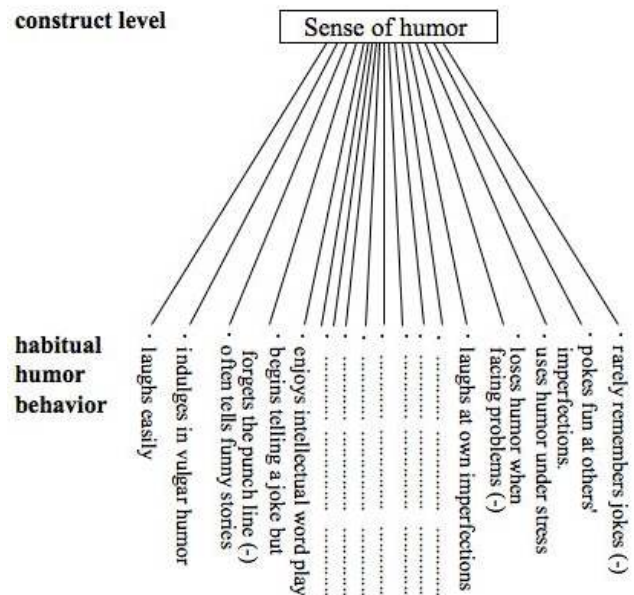 construct level
Sense of humor
habitual
humor
behavior
· laughs easily
· indulges in vulgar humor
· often tells funny stories
· begins telling a joke but
forgets the punch line (-)
· enjoys intellectual word play
· ..... ..... .....
· ..... ..... .....
· ..... ..... .....
· ..... ..... .....
· ..... ..... .....
· ..... ..... .....
· ..... ..... .....
· laughs at own imperfections
· loses humor when
facing problems (-)
· uses humor under stress
· pokes fun at others'
imperfections.
· rarely remembers jokes (-)